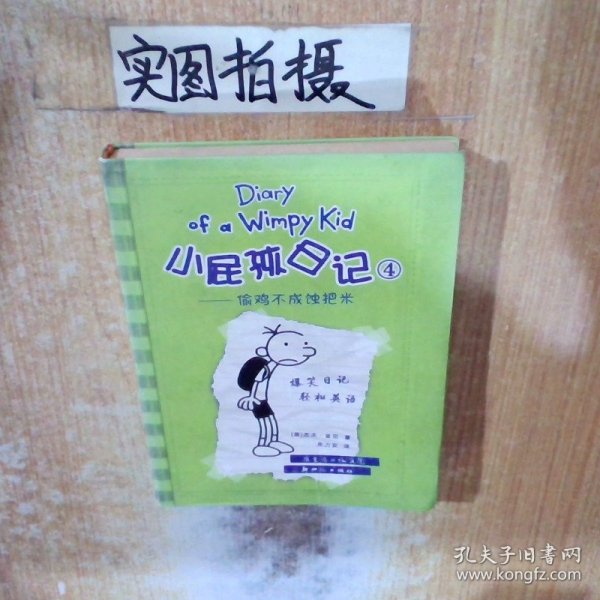 实图拍摄
Diary
of a Wimpy Kid
小屁孩日记④
——偷鸡不成蚀把米
爆笑日记
轻松英语
孔夫子旧书网
www.kongfz.com